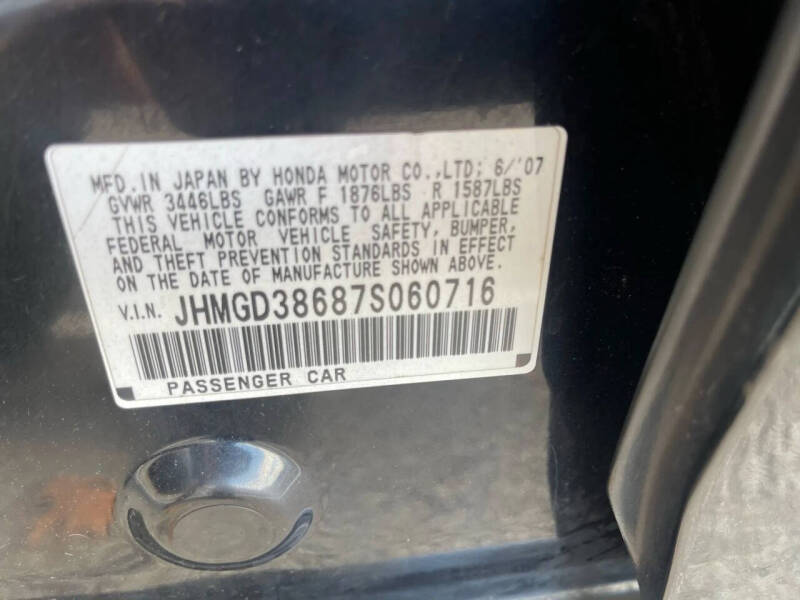 MFD.IN JAPAN BY HONDA MOTOR CO.,LTD; 6/'07
GVWR 3446LBS GAWR F 1876LBS R 1587LBS
THIS VEHICLE CONFORMS TO ALL APPLICABLE
FEDERAL MOTOR VEHICLE SAFETY, BUMPER,
AND THEFT PREVENTION STANDARDS IN EFFECT
ON THE DATE OF MANUFACTURE SHOWN ABOVE.
V.I.N. JHMGD38687S060716
PASSENGER CAR